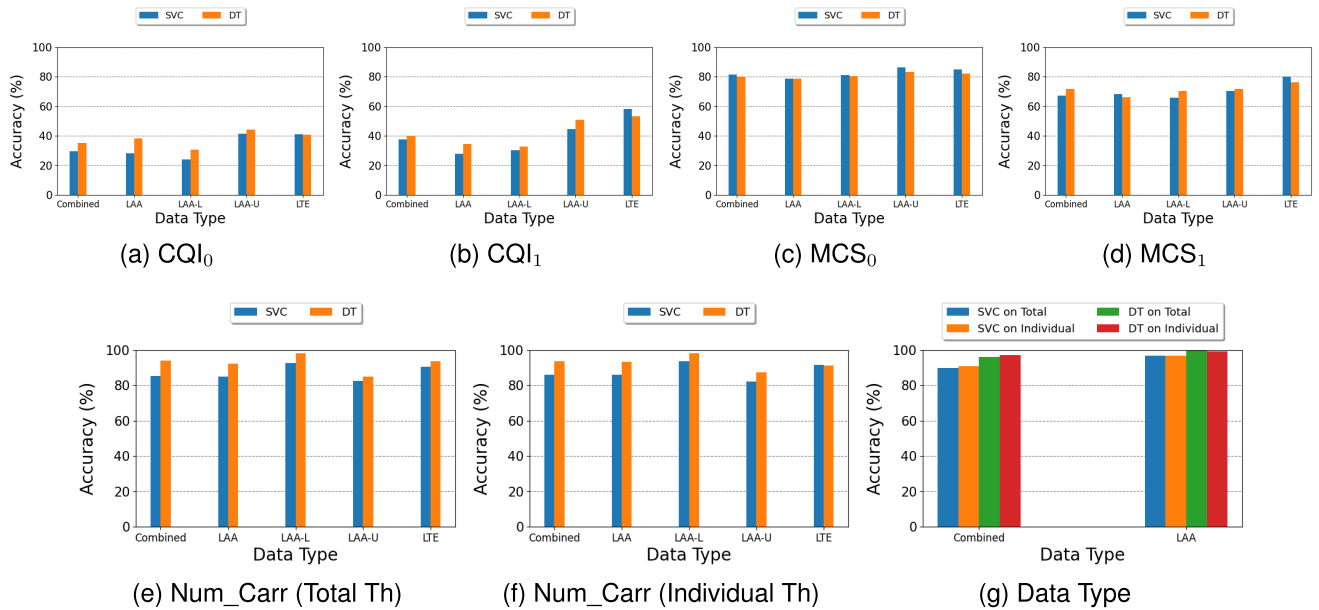 SVC DT
100
80
60
40
20
0
Accuracy (%)
Combined LAA LAA-L LAA-U LTE
Data Type
(a) CQI₀
SVC DT
100
80
60
40
20
0
Accuracy (%)
Combined LAA LAA-L LAA-U LTE
Data Type
(b) CQI₁
SVC DT
100
80
60
40
20
0
Accuracy (%)
Combined LAA LAA-L LAA-U LTE
Data Type
(c) MCS₀
SVC DT
100
80
60
40
20
0
Accuracy (%)
Combined LAA LAA-L LAA-U LTE
Data Type
(d) MCS₁
SVC DT
100
80
60
40
20
0
Accuracy (%)
Combined LAA LAA-L LAA-U LTE
Data Type
(e) Num_Carr (Total Th)
SVC DT
100
80
60
40
20
0
Accuracy (%)
Combined LAA LAA-L LAA-U LTE
Data Type
(f) Num_Carr (Individual Th)
SVC on Total DT on Total
SVC on Individual DT on Individual
100
80
60
40
20
0
Accuracy (%)
Combined LAA
Data Type
(g) Data Type